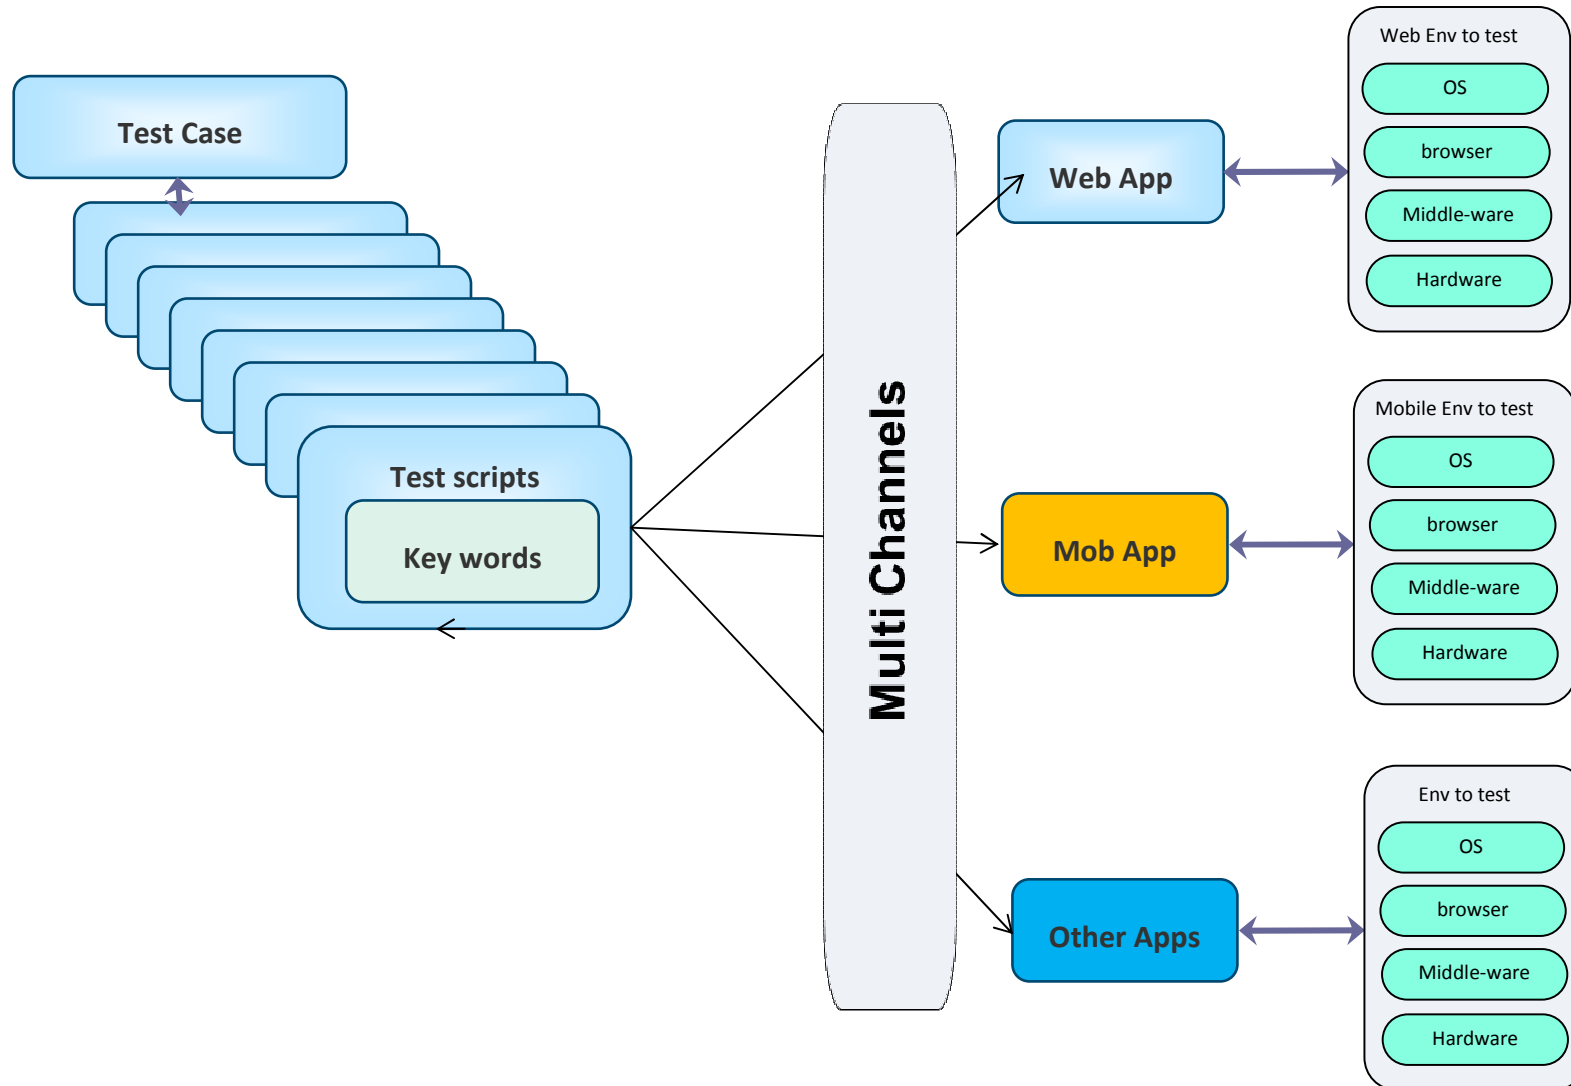 Test Case
Test scripts
Key words
Multi Channels
Web App
Mob App
Other Apps
Web Env to test
OS
browser
Middle-ware
Hardware
Mobile Env to test
OS
browser
Middle-ware
Hardware
Env to test
OS
browser
Middle-ware
Hardware